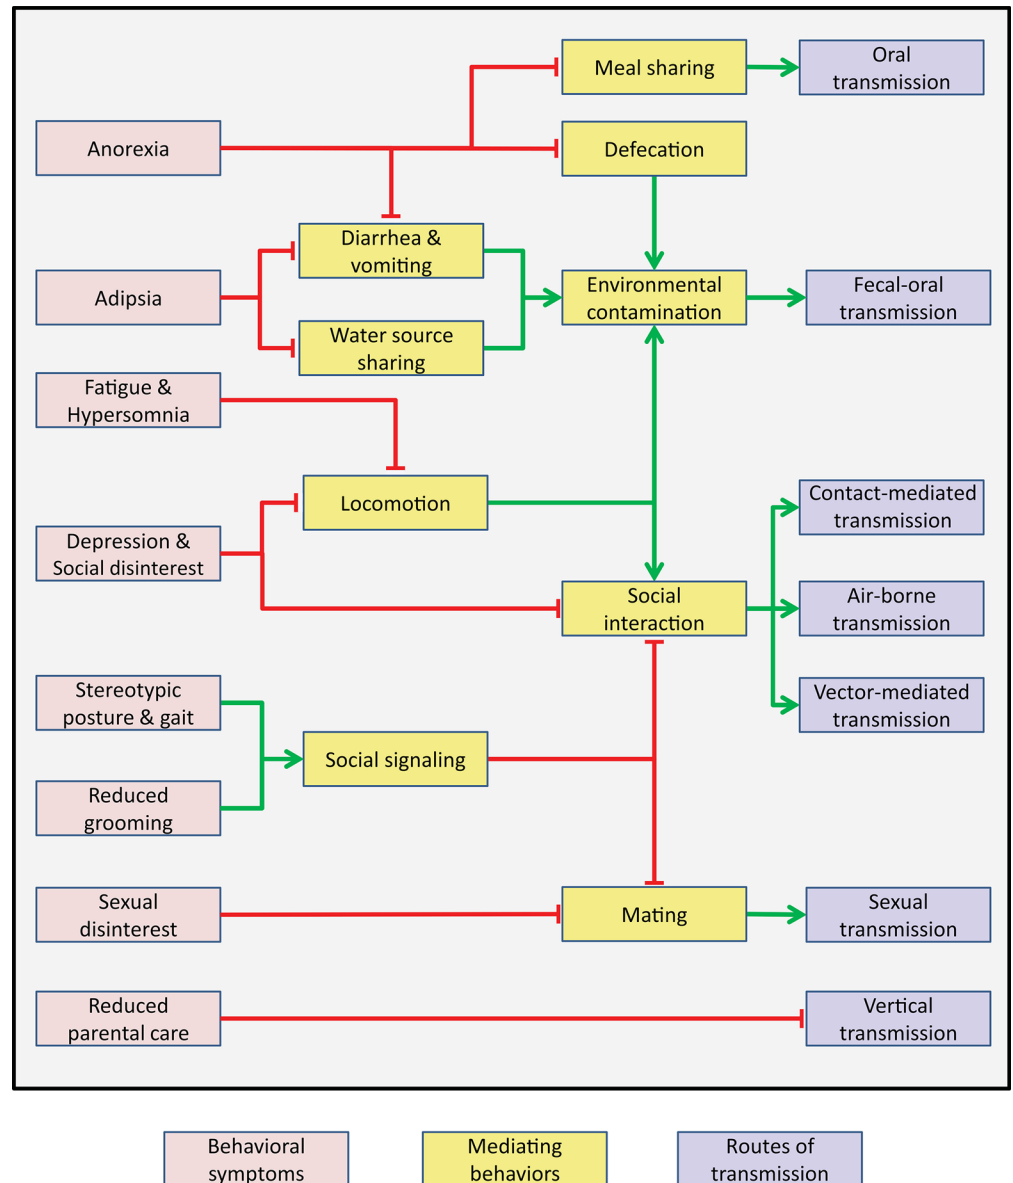 Meal sharing
Oral
transmission
Anorexia
Defecation
Diarrhea &
vomiting
Adipsia
Environmental
contamination
Fecal-oral
transmission
Water source
sharing
Fatigue &
Hypersomnia
Locomotion
Contact-mediated
transmission
Depression &
Social disinterest
Social
interaction
Air-borne
transmission
Stereotypic
posture & gait
Vector-mediated
transmission
Social signaling
Reduced
grooming
Sexual
disinterest
Mating
Sexual
transmission
Reduced
parental care
Vertical
transmission
Behavioral
symptoms
Mediating
behaviors
Routes of
transmission